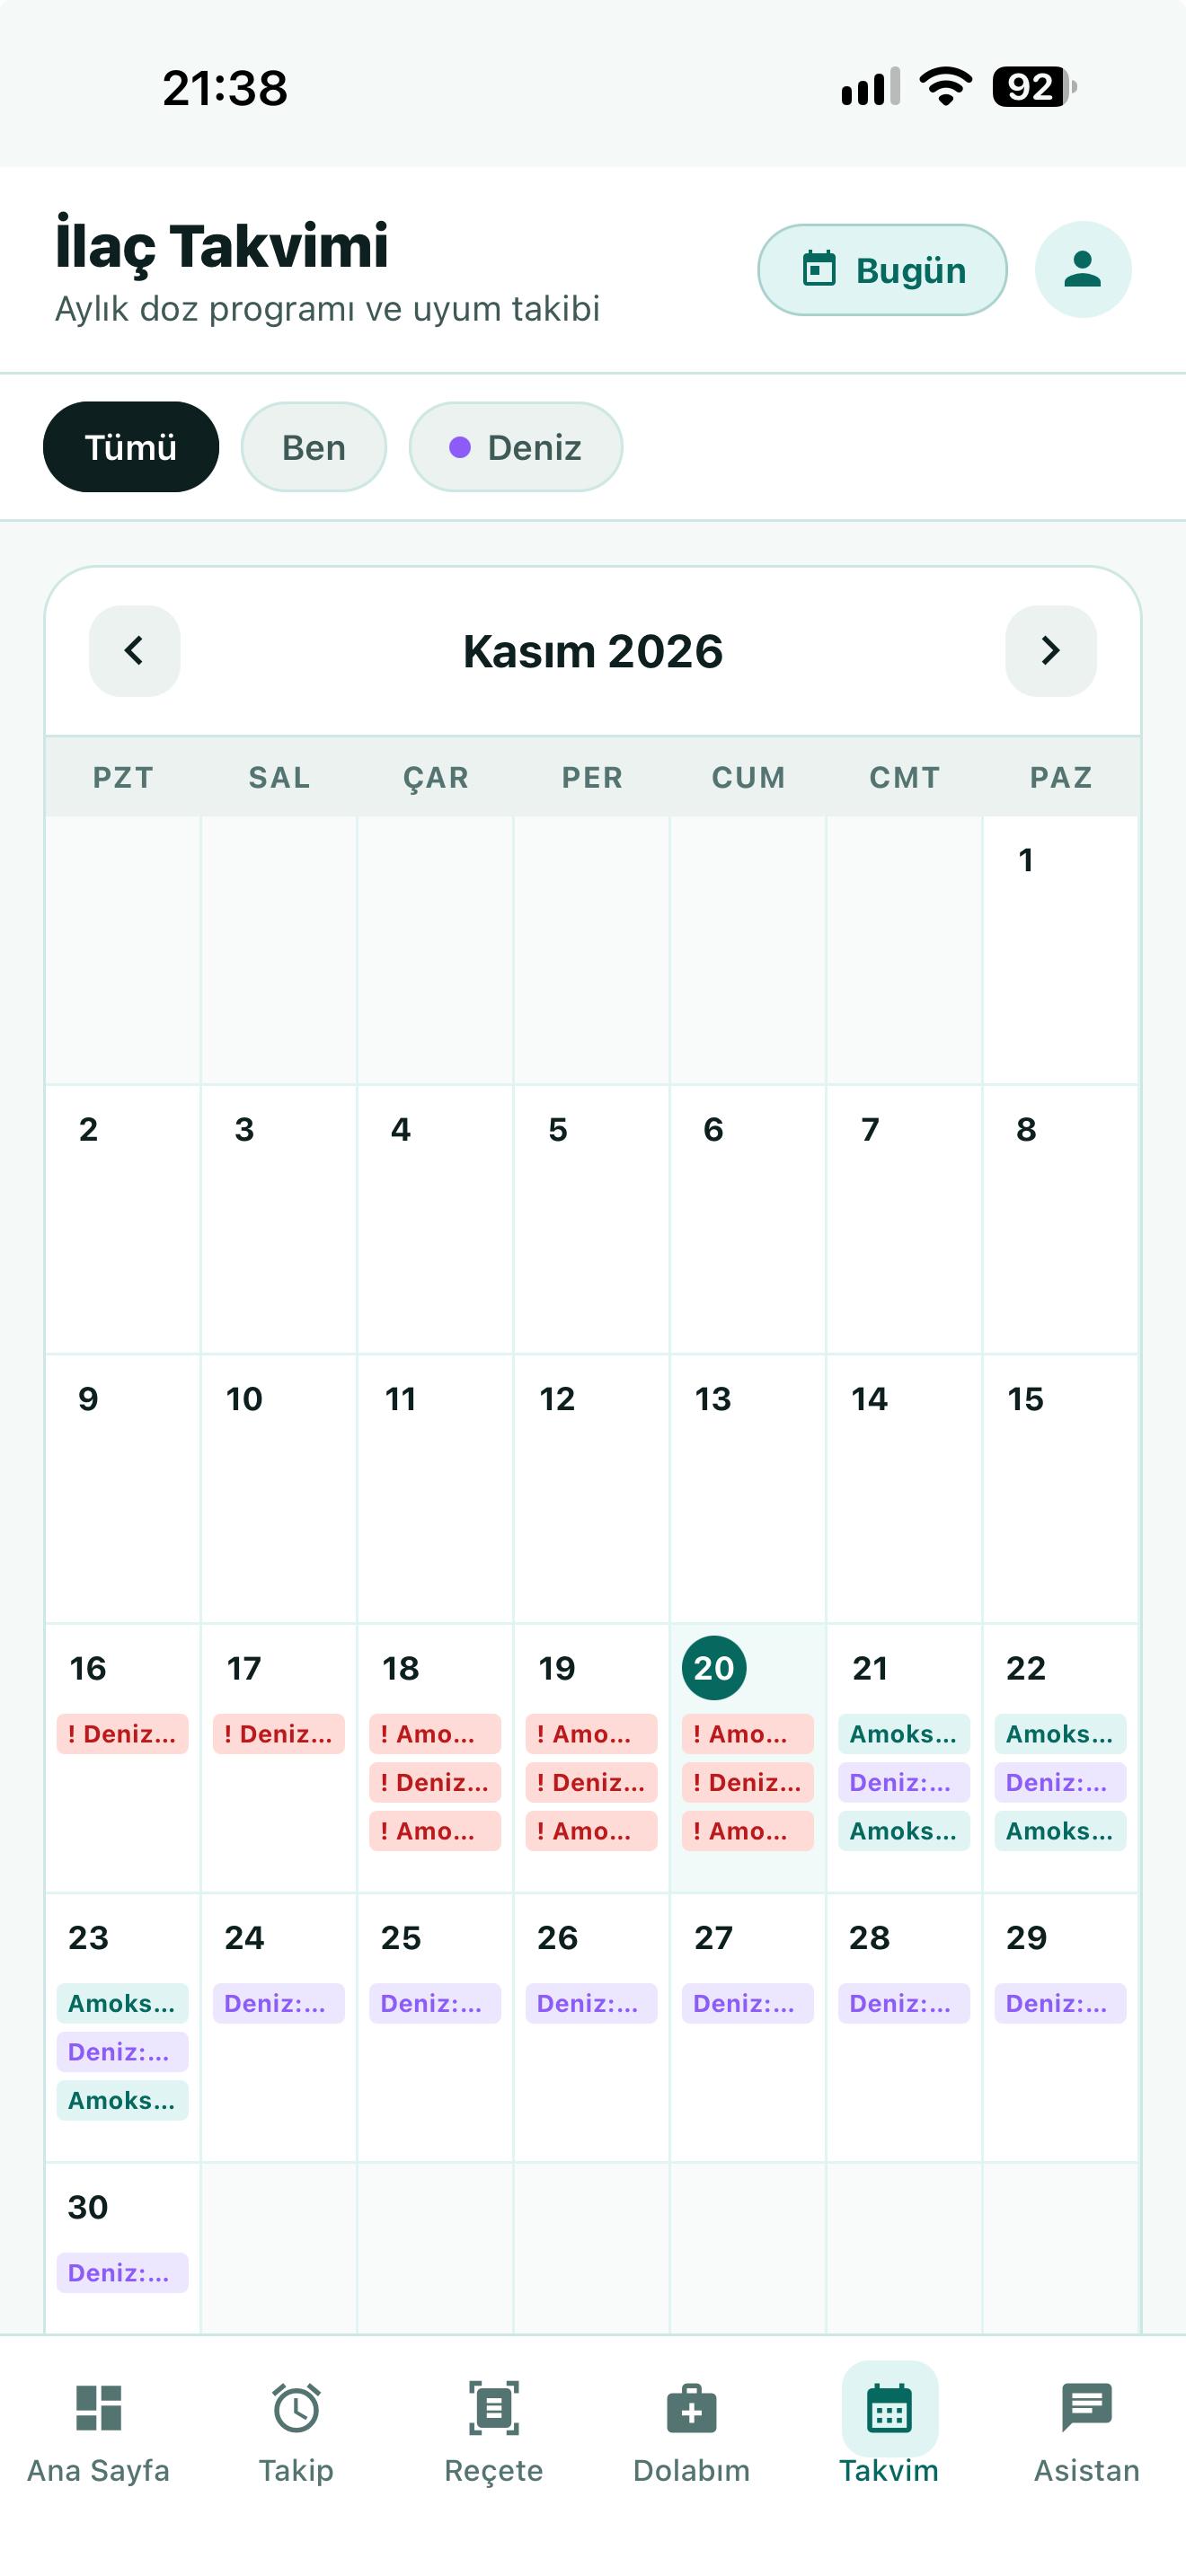 21:38
92
İlaç Takvimi
Aylık doz programı ve uyum takibi
Bugün
Tümü
Ben
Deniz
Kasım 2026
PZT SAL ÇAR PER CUM CMT PAZ
1
2 3 4 5 6 7 8
9 10 11 12 13 14 15
16 17 18 19 20 21 22
! Deniz... ! Deniz... ! Amo... ! Amo... ! Amo... Amoks... Amoks...
! Deniz... ! Deniz... ! Deniz... Deniz:... Deniz:...
! Amo... ! Amo... ! Amo... Amoks... Amoks...
23 24 25 26 27 28 29
Amoks... Deniz:... Deniz:... Deniz:... Deniz:... Deniz:... Deniz:...
Deniz:...
Amoks...
30
Deniz:...
Ana Sayfa Takip Reçete Dolabım Takvim Asistan